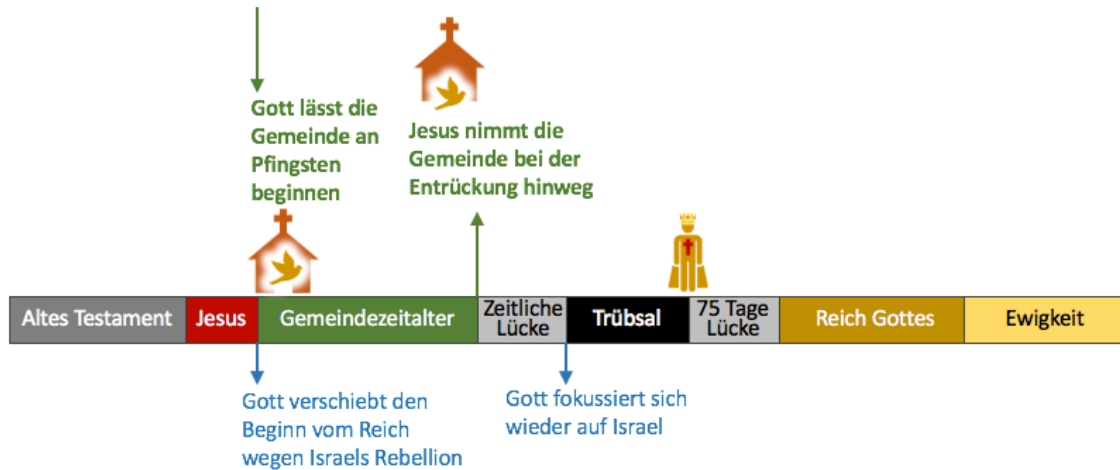 Gott lässt die
Gemeinde an
Pfingsten
beginnen
Jesus nimmt die
Gemeinde bei der
Entrückung hinweg
Altes Testament
Jesus
Gemeindezeitalter
Zeitliche
Lücke
Trübsal
75 Tage
Lücke
Reich Gottes
Ewigkeit
Gott verschiebt den
Beginn vom Reich
wegen Israels Rebellion
Gott fokussiert sich
wieder auf Israel